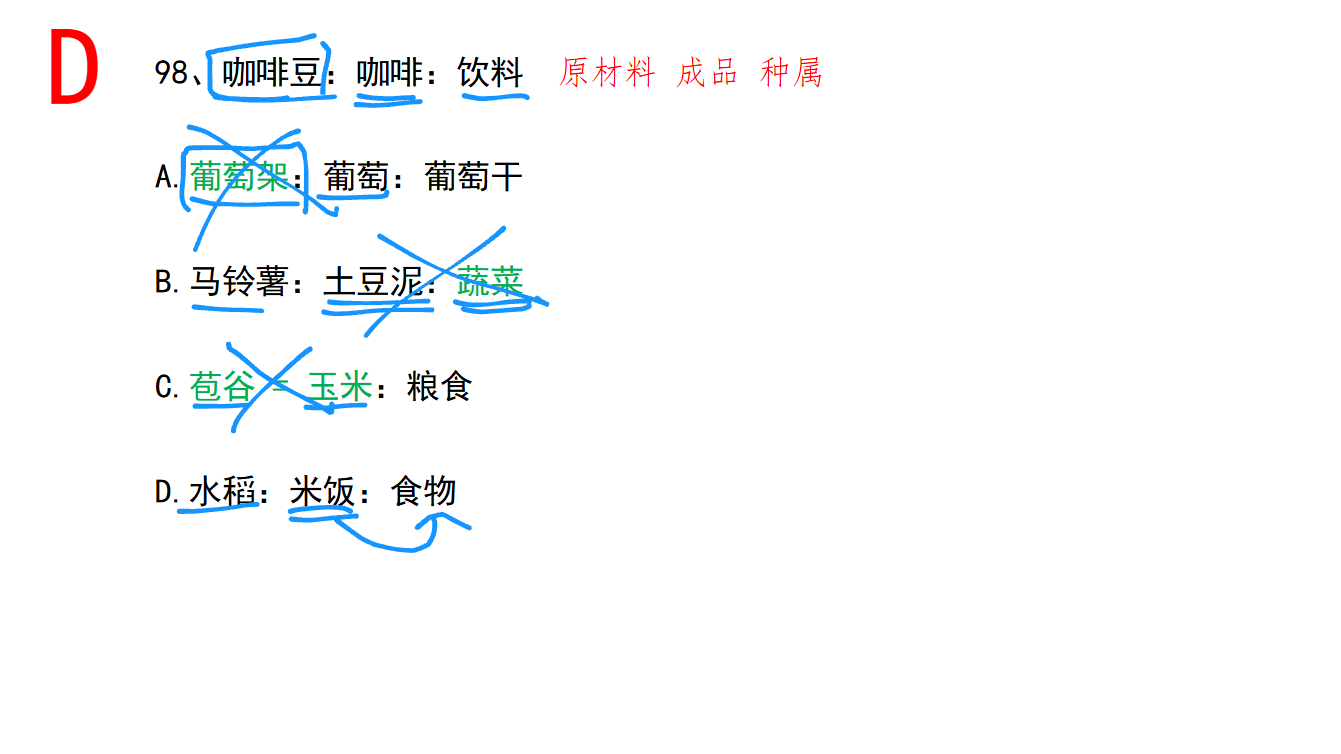 D
98、咖啡豆：咖啡：饮料 原材料 成品 种属
A.葡萄架：葡萄：葡萄干
B.马铃薯：土豆泥：蔬菜
C.苞谷 = 玉米：粮食
D.水稻：米饭：食物